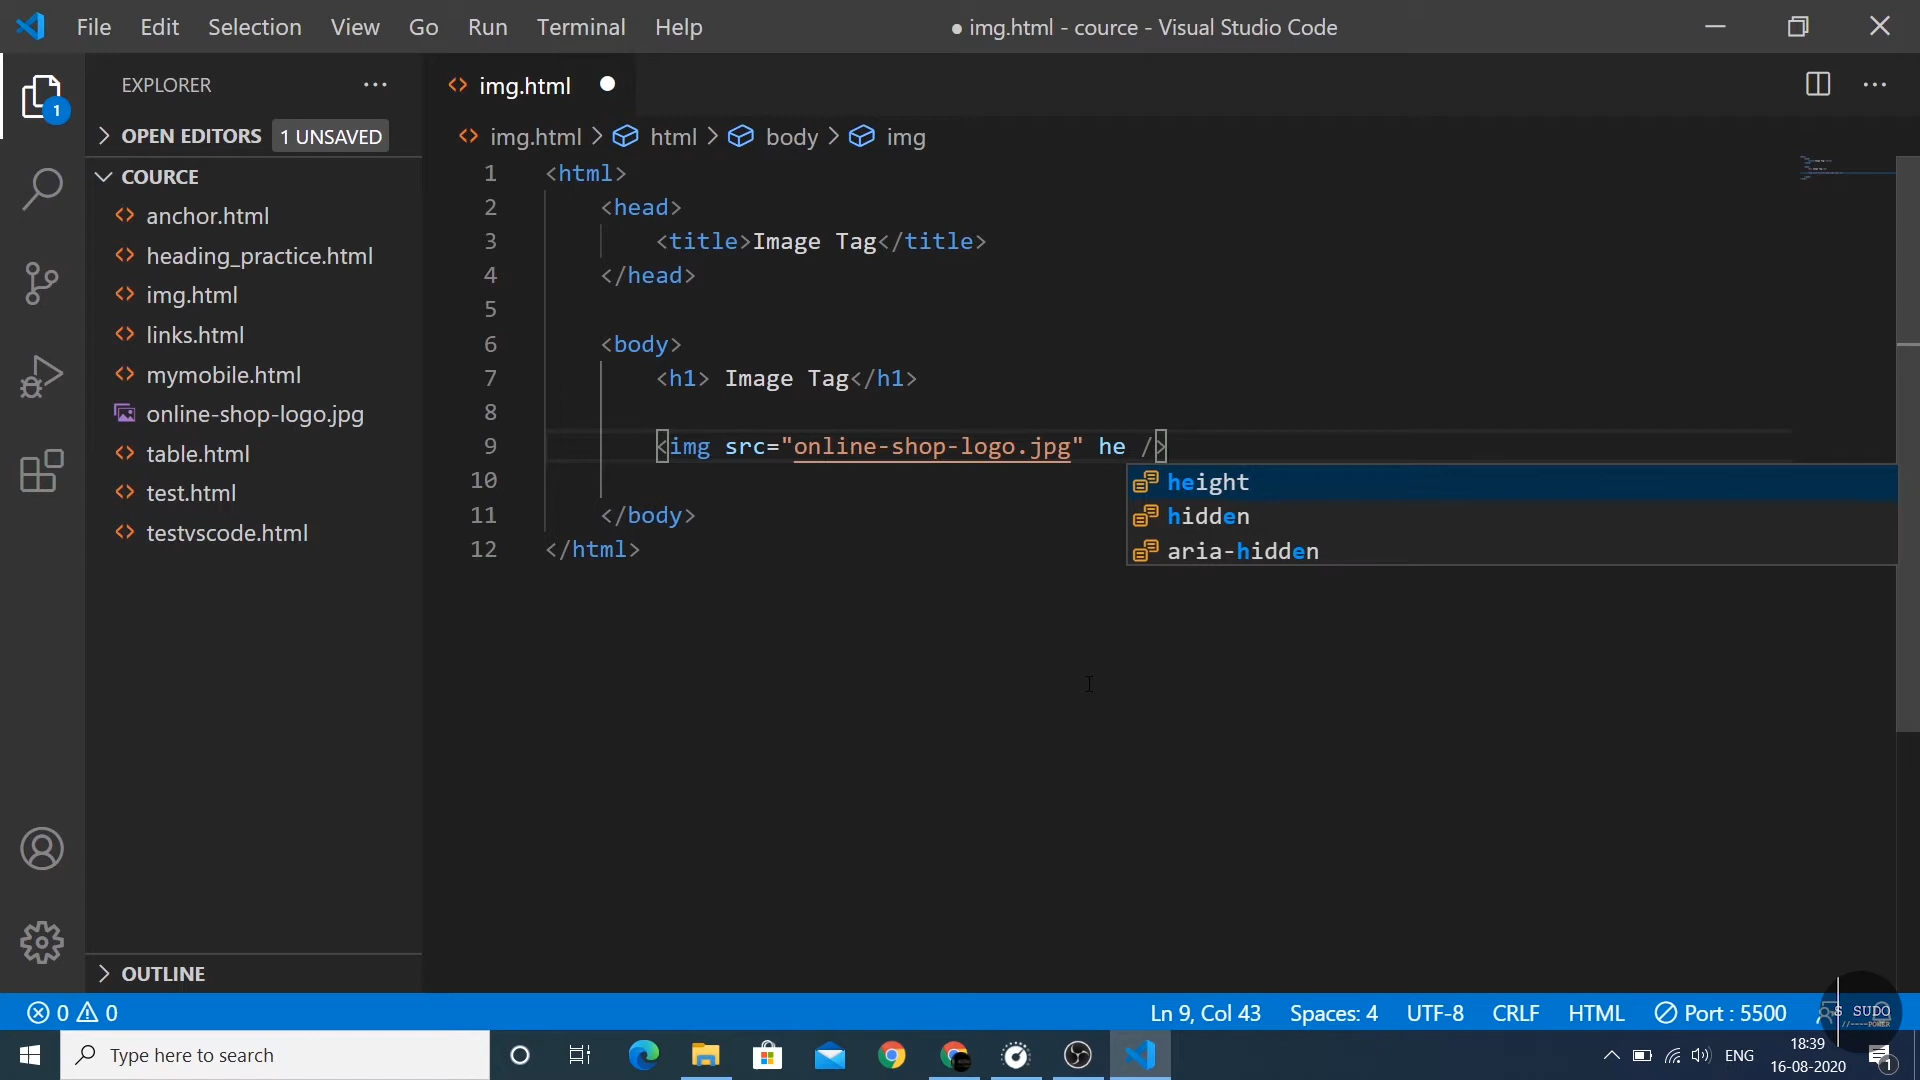 File Edit Selection View Go Run Terminal Help
● img.html - cource - Visual Studio Code
1
EXPLORER
OPEN EDITORS 1 UNSAVED
COURCE
anchor.html
heading_practice.html
img.html
links.html
mymobile.html
online-shop-logo.jpg
table.html
test.html
testvscode.html
OUTLINE
img.html
img.html > html > body > img
1 <html>
2 <head>
3 <title>Image Tag</title>
4 </head>
5
6 <body>
7 <h1> Image Tag</h1>
8
9 <img src="online-shop-logo.jpg" he />
10
11 </body>
12 </html>
height
hidden
aria-hidden
0 0
Ln 9, Col 43 Spaces: 4 UTF-8 CRLF HTML Port : 5500
SUDO
POWER
Type here to search
ENG
18:39
16-08-2020
1